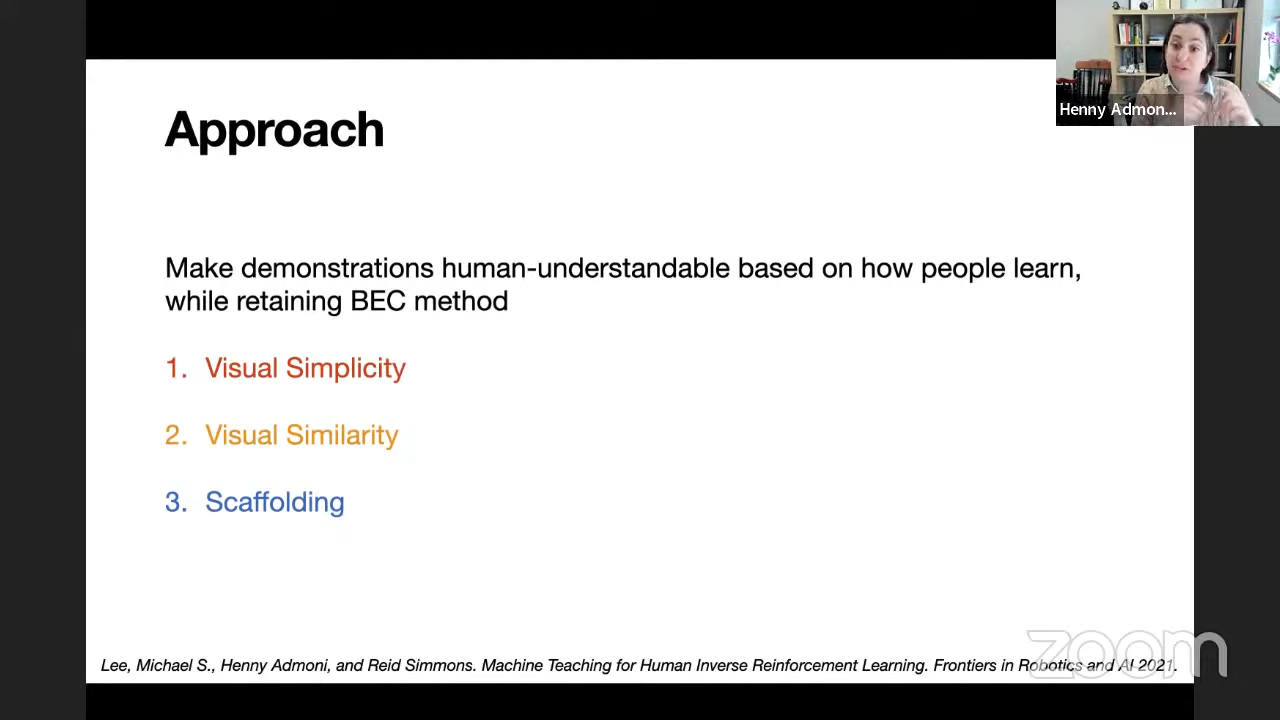 Approach
Henny Admon...
Make demonstrations human-understandable based on how people learn,
while retaining BEC method
1. Visual Simplicity
2. Visual Similarity
3. Scaffolding
Lee, Michael S., Henny Admoni, and Reid Simmons. Machine Teaching for Human Inverse Reinforcement Learning. Frontiers in Robotics and AI 2021.
zoom